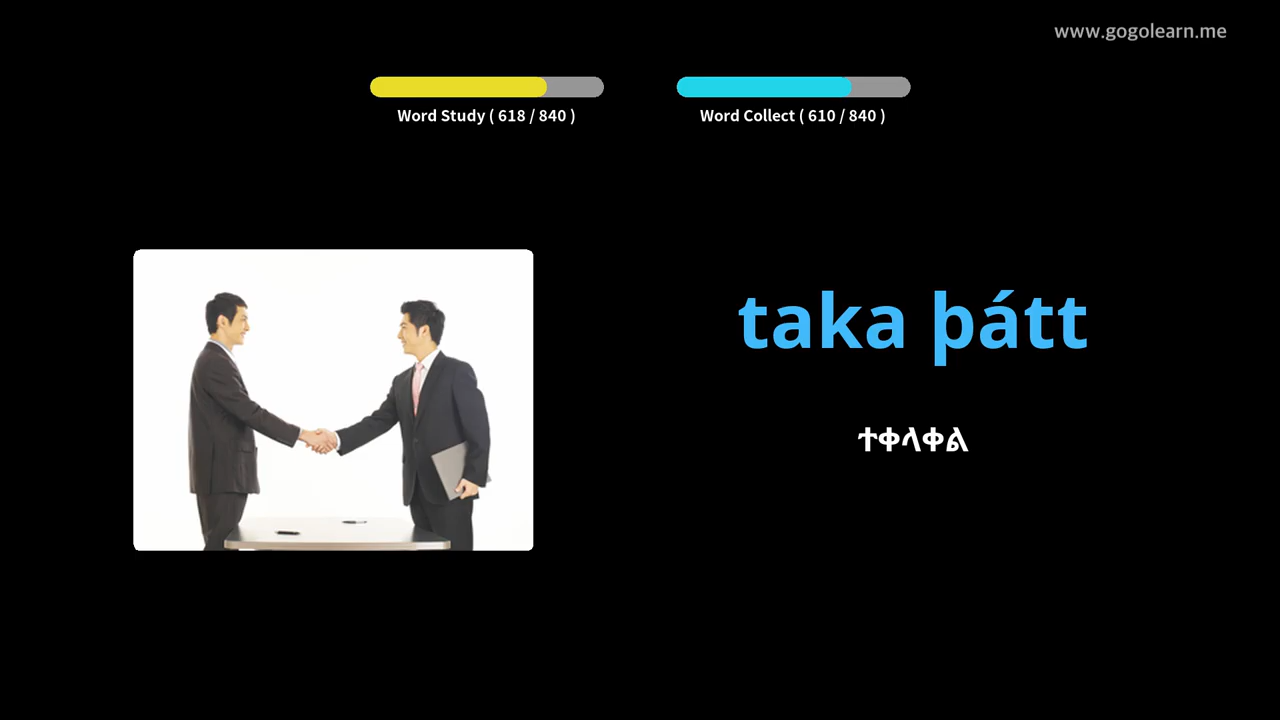 www.gogolearn.me
Word Study ( 618 / 840 )
Word Collect ( 610 / 840 )
taka þátt
ተቀላቀል